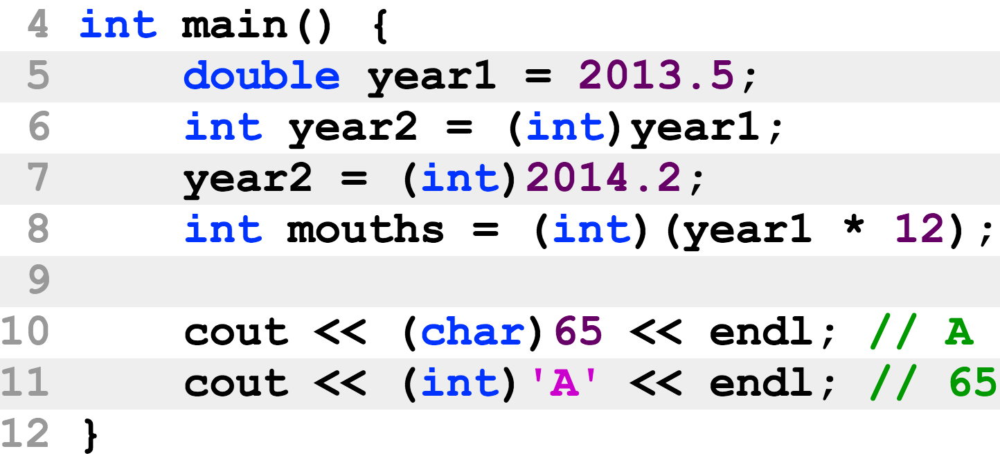 4 int main() {
5     double year1 = 2013.5;
6     int year2 = (int)year1;
7     year2 = (int)2014.2;
8     int mouths = (int)(year1 * 12);
9
10     cout << (char)65 << endl; // A
11     cout << (int)'A' << endl; // 65
12 }